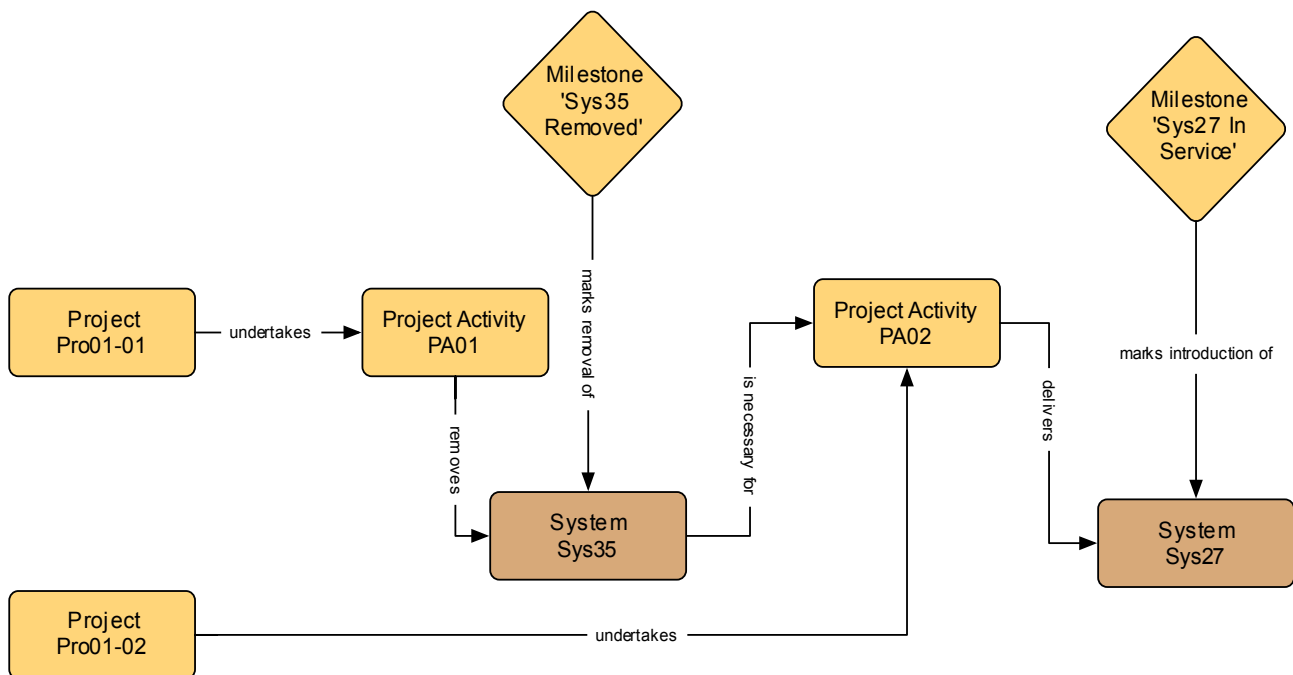 Milestone
'Sys35
Removed'
Milestone
'Sys27 In
Service'
marks removal of
Project
Pro01-01
undertakes
Project Activity
PA01
Project Activity
PA02
removes
is necessary for
delivers
marks introduction of
System
Sys35
System
Sys27
Project
Pro01-02
undertakes